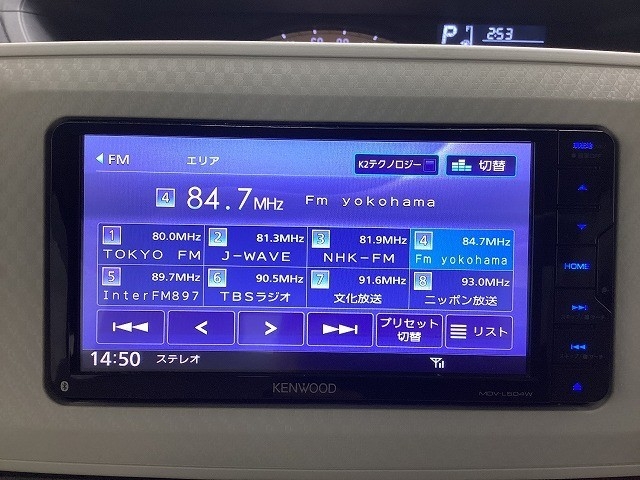 P 2:53
FM エリア K2テクノロジー 切替
4 84.7MHz Fm yokohama
1 80.0MHz 2 81.3MHz 3 81.9MHz 4 84.7MHz
TOKYO FM J-WAVE NHK-FM Fm yokohama
5 89.7MHz 6 90.5MHz 7 91.6MHz 8 93.0MHz
InterFM897 TBSラジオ 文化放送 ニッポン放送
プリセット切替 リスト
14:50 ステレオ
HOME
KENWOOD MDV-L504W